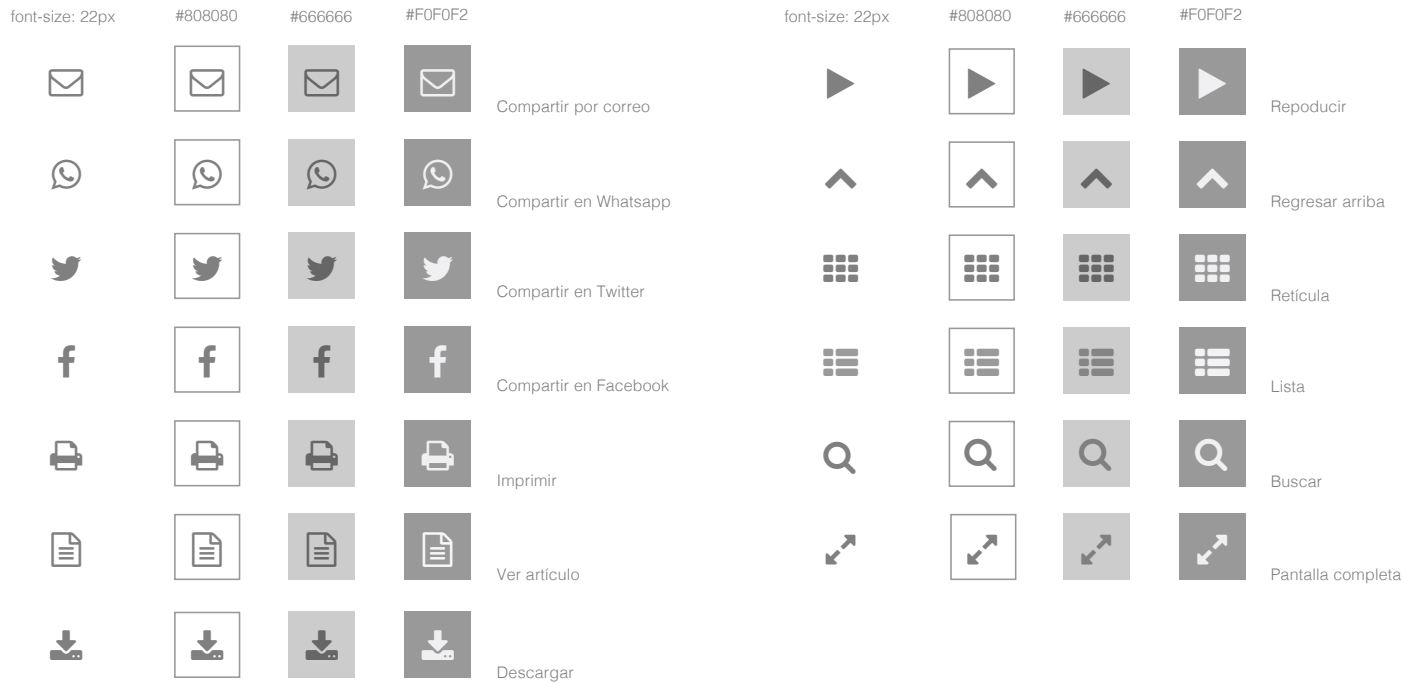 font-size: 22px #808080 #666666 #F0F0F2
Compartir por correo
Compartir en Whatsapp
Compartir en Twitter
Compartir en Facebook
Imprimir
Ver artículo
Descargar
font-size: 22px #808080 #666666 #F0F0F2
Repoducir
Regresar arriba
Retícula
Lista
Buscar
Pantalla completa